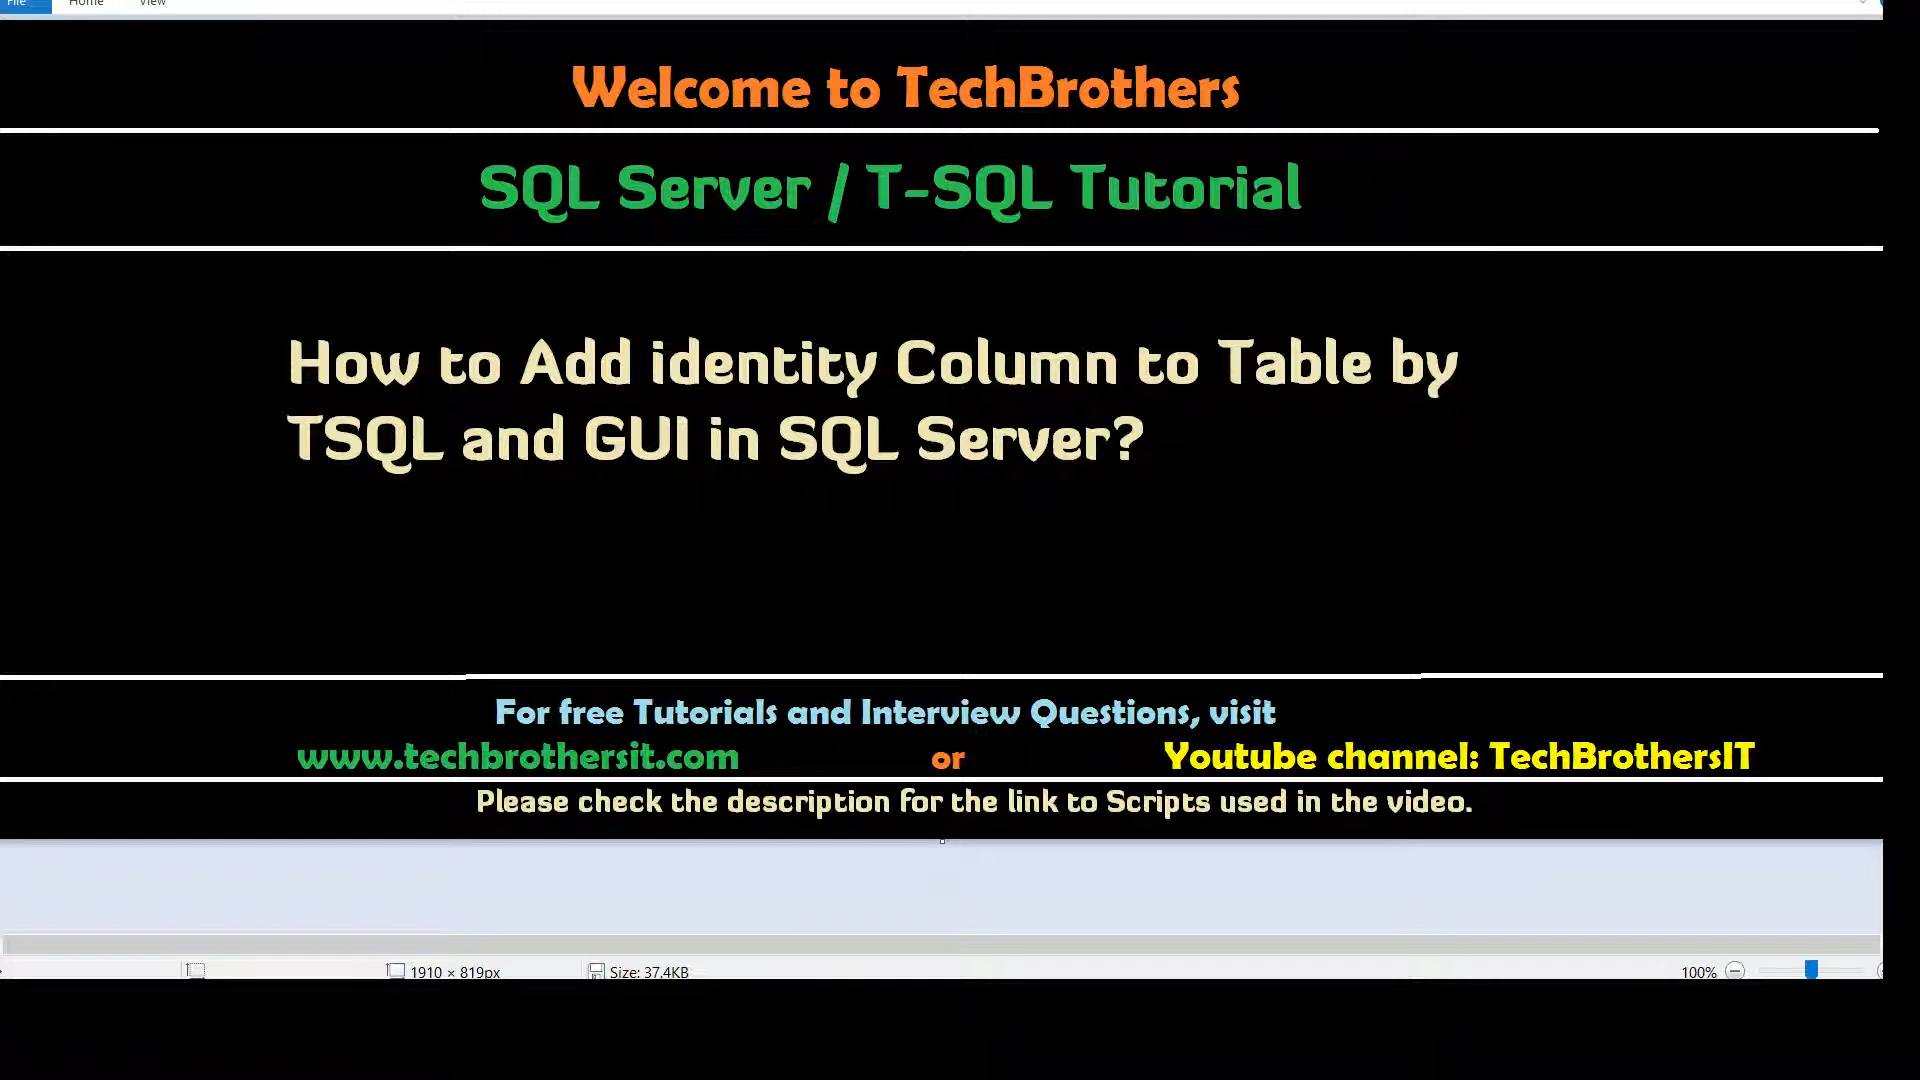 File Home View
Welcome to TechBrothers
SQL Server / T-SQL Tutorial
How to Add identity Column to Table by
TSQL and GUI in SQL Server?
For free Tutorials and Interview Questions, visit
www.techbrothersit.com or Youtube channel: TechBrothersIT
Please check the description for the link to Scripts used in the video.
1910 × 819px Size: 37.4KB 100%